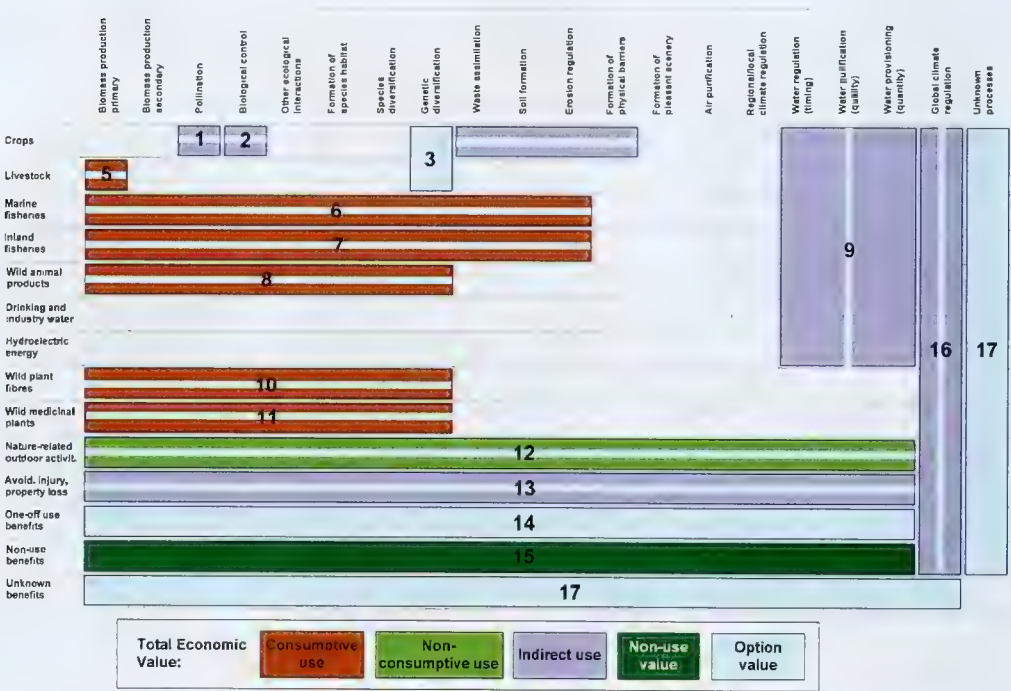 Biomass production
primary
Biomass production
secondary
Pollination
Biological control
Other ecological
interactions
Formation of
species habitat
Species
diversification
Genetic
diversification
Waste assimilation
Soil formation
Erosion regulation
Formation of
physical barriers
Formation of
pleasant scenery
Air purification
Regional/local
climate regulation
Water regulation
(timing)
Water purification
(quality)
Water provisioning
(quantity)
Global climate
regulation
Unknown
processes
Crops
1
2
3
Livestock
5
Marine
fisheries
6
Inland
fisheries
7
Wild animal
products
8
9
Drinking and
industry water
Hydroelectric
energy
16
17
Wild plant
fibres
10
Wild medicinal
plants
11
Nature-related
outdoor activit.
12
Avoid. injury,
property loss
13
One-off use
benefits
14
Non-use
benefits
15
Unknown
benefits
17
Total Economic
Value:
Consumptive
use
Non-
consumptive use
Indirect use
Non-use
value
Option
value